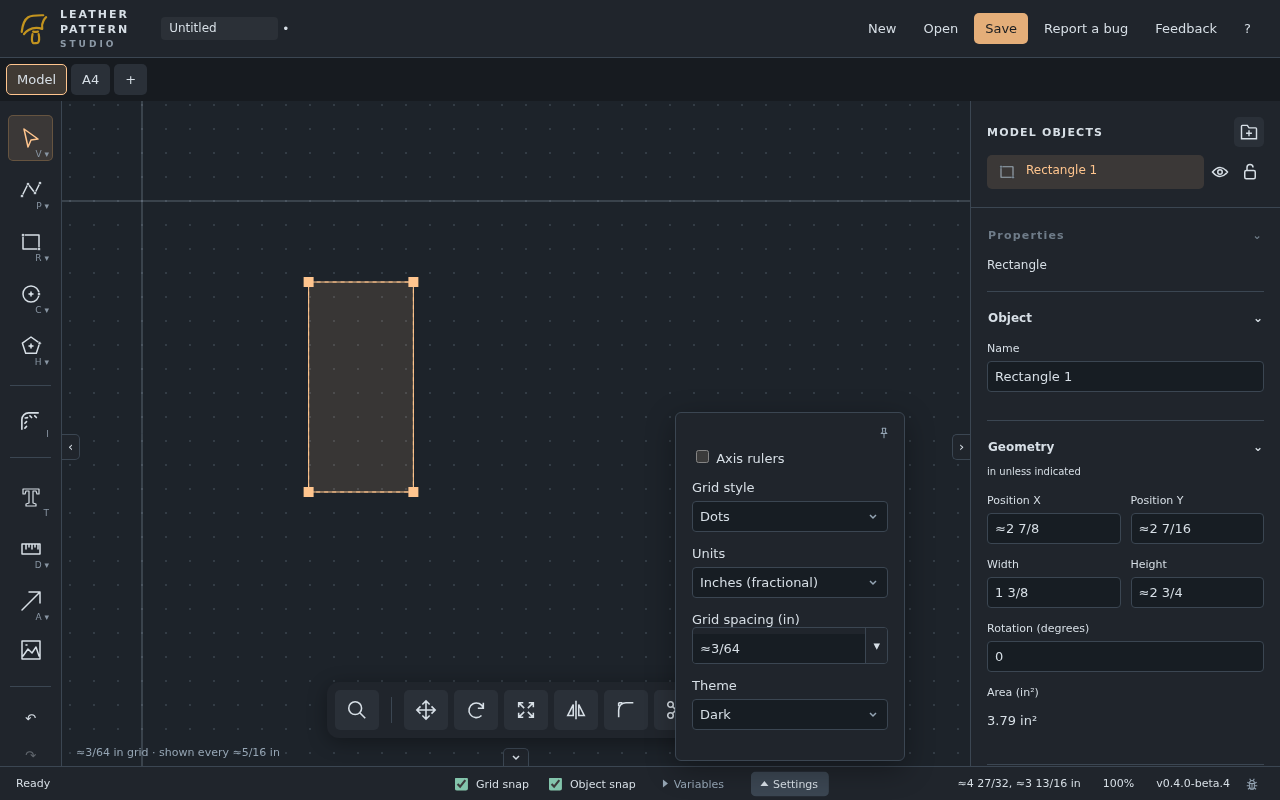 LEATHER
PATTERN
STUDIO
Untitled •
New Open Save Report a bug Feedback ?
Model A4 +
V
P
R
C
H
I
T
D
A
MODEL OBJECTS
Rectangle 1
Properties
Rectangle
Object
Name
Rectangle 1
Geometry
in unless indicated
Position X Position Y
≈2 7/8 ≈2 7/16
Width Height
1 3/8 ≈2 3/4
Rotation (degrees)
0
Area (in²)
3.79 in²
Axis rulers
Grid style
Dots
Units
Inches (fractional)
Grid spacing (in)
≈3/64
Theme
Dark
≈3/64 in grid · shown every ≈5/16 in
Ready Grid snap Object snap Variables Settings ≈4 27/32, ≈3 13/16 in 100% v0.4.0-beta.4